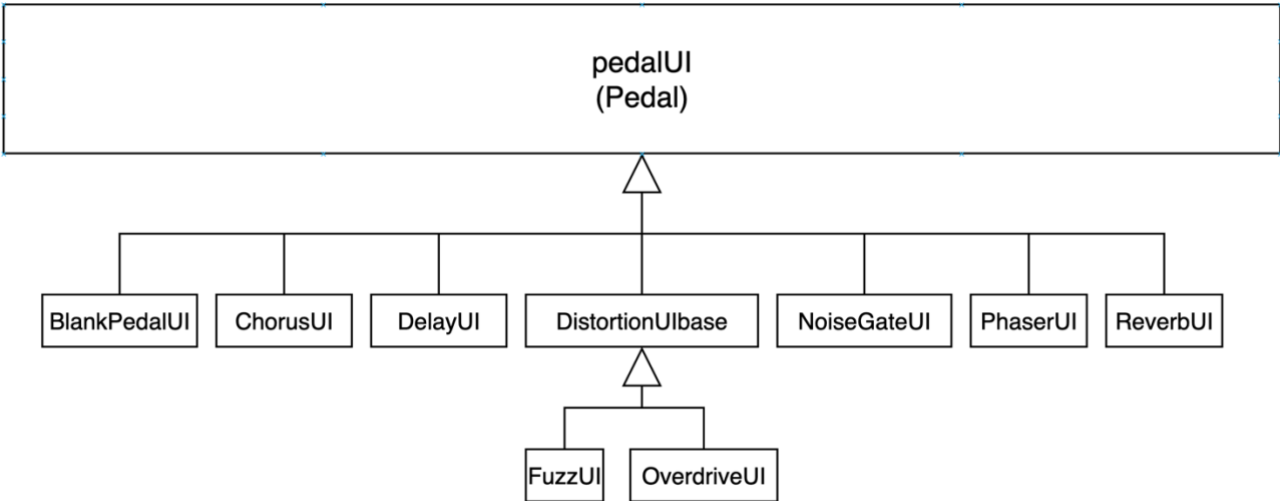 pedalUI
(Pedal)
BlankPedalUI
ChorusUI
DelayUI
DistortionUIbase
NoiseGateUI
PhaserUI
ReverbUI
FuzzUI
OverdriveUI